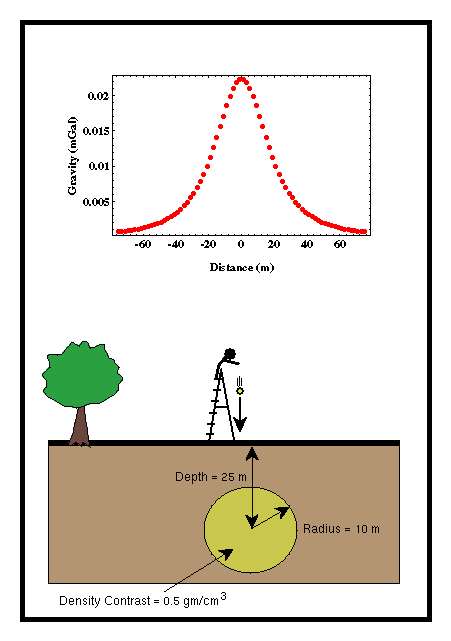 0.02
0.015
0.01
0.005
Gravity (mGal)
-60 -40 -20 0 20 40 60
Distance (m)
Depth = 25 m
Radius = 10 m
Density Contrast = 0.5 gm/cm3